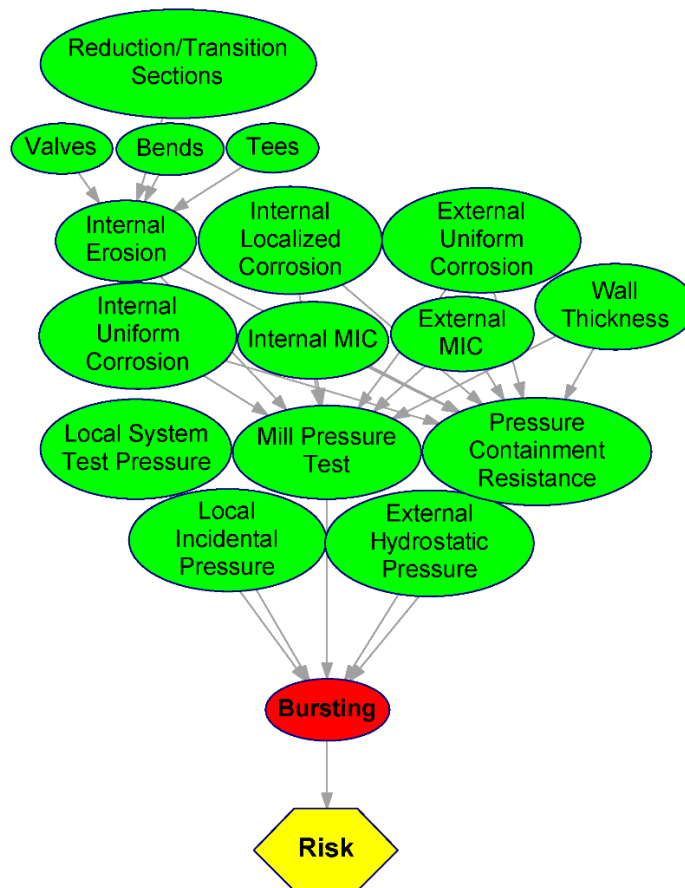 Reduction/Transition
Sections
Valves
Bends
Tees
Internal
Erosion
Internal
Localized
Corrosion
External
Uniform
Corrosion
Wall
Thickness
Internal
Uniform
Corrosion
Internal MIC
External
MIC
Local System
Test Pressure
Mill Pressure
Test
Pressure
Containment
Resistance
Local
Incidental
Pressure
External
Hydrostatic
Pressure
Bursting
Risk